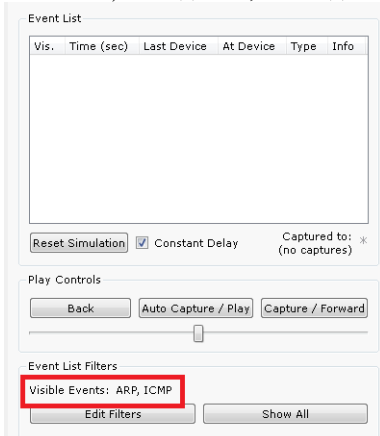 Event List
Vis. Time (sec) Last Device At Device Type Info
Reset Simulation Constant Delay Captured to: *
(no captures)
Play Controls
Back Auto Capture / Play Capture / Forward
Event List Filters
Visible Events: ARP, ICMP
Edit Filters Show All